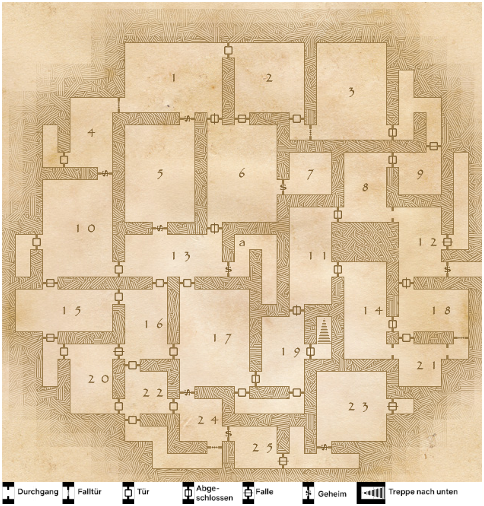 1 2 3
4
5 6 7 8 9
10 11 12
13 a
15 16 17 14 18
19
20 22 21
23
24
25
Durchgang Falltür Tür Abge-
schlossen Falle Geheim Treppe nach unten